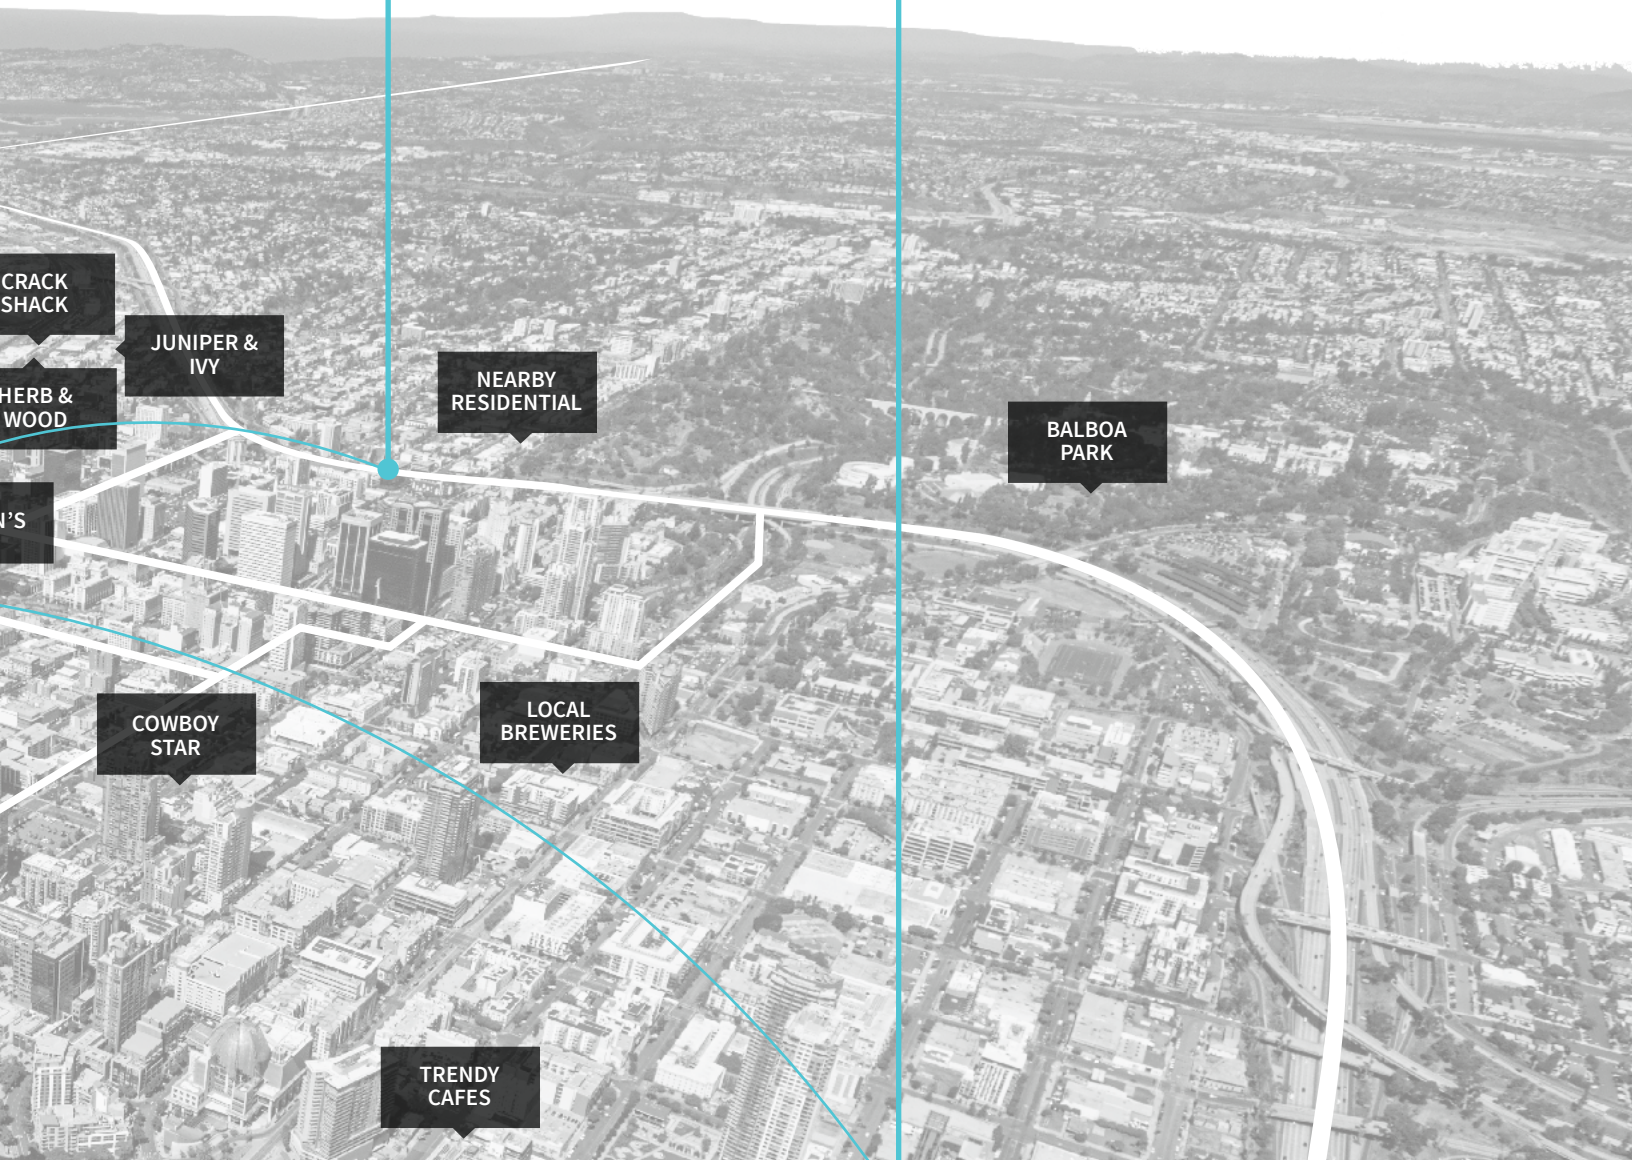 CRACK
SHACK
JUNIPER &
IVY
HERB &
WOOD
NEARBY
RESIDENTIAL
BALBOA
PARK
N'S
COWBOY
STAR
LOCAL
BREWERIES
TRENDY
CAFES